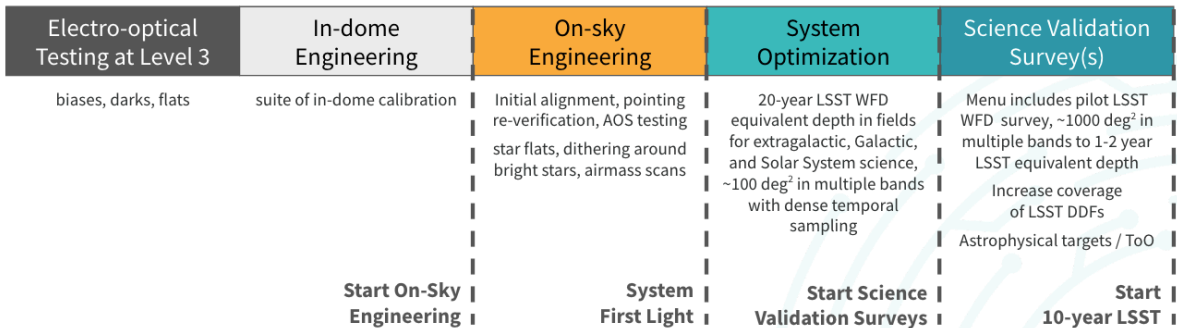 Electro-optical
Testing at Level 3
In-dome
Engineering
On-sky
Engineering
System
Optimization
Science Validation
Survey(s)
biases, darks, flats
suite of in-dome calibration
Initial alignment, pointing
re-verification, AOS testing
star flats, dithering around
bright stars, airmass scans
20-year LSST WFD
equivalent depth in fields
for extragalactic, Galactic,
and Solar System science,
~100 deg² in multiple bands
with dense temporal
sampling
Menu includes pilot LSST
WFD survey, ~1000 deg² in
multiple bands to 1-2 year
LSST equivalent depth
Increase coverage
of LSST DDFs
Astrophysical targets / ToO
Start On-Sky
Engineering
System
First Light
Start Science
Validation Surveys
Start
10-year LSST